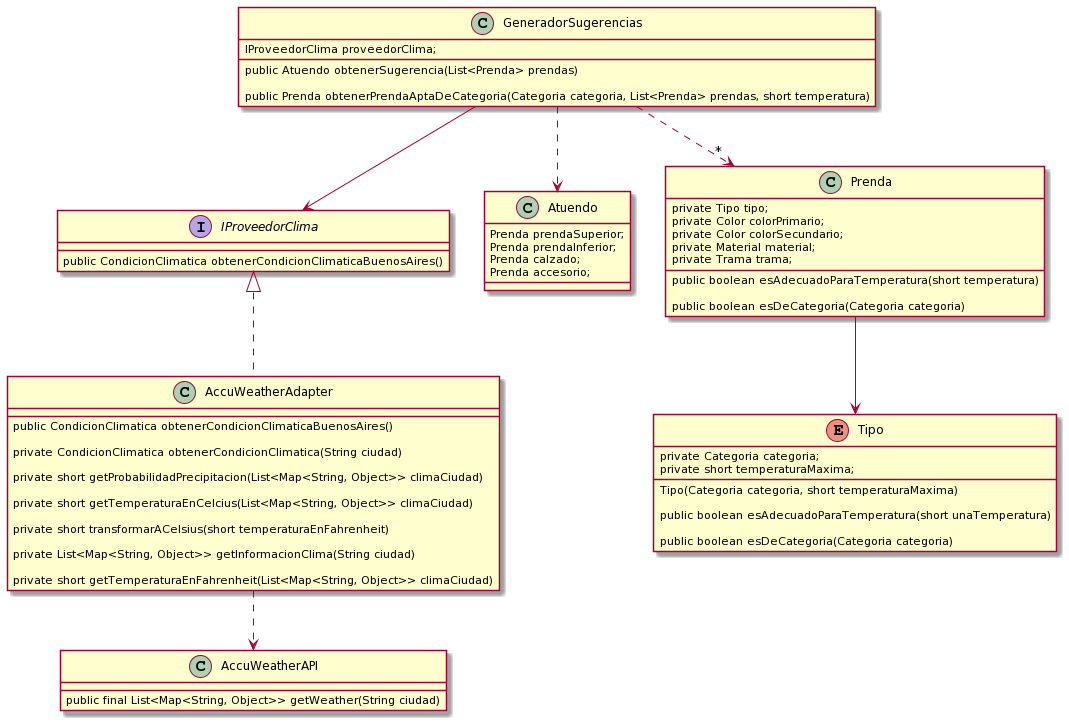 C GeneradorSugerencias
IProveedorClima proveedorClima;
public Atuendo obtenerSugerencia(List<Prenda> prendas)
public Prenda obtenerPrendaAptaDeCategoria(Categoria categoria, List<Prenda> prendas, short temperatura)
*
I IProveedorClima
public CondicionClimatica obtenerCondicionClimaticaBuenosAires()
C Atuendo
Prenda prendaSuperior;
Prenda prendaInferior;
Prenda calzado;
Prenda accesorio;
C Prenda
private Tipo tipo;
private Color colorPrimario;
private Color colorSecundario;
private Material material;
private Trama trama;
public boolean esAdecuadoParaTemperatura(short temperatura)
public boolean esDeCategoria(Categoria categoria)
C AccuWeatherAdapter
public CondicionClimatica obtenerCondicionClimaticaBuenosAires()
private CondicionClimatica obtenerCondicionClimatica(String ciudad)
private short getProbabilidadPrecipitacion(List<Map<String, Object>> climaCiudad)
private short getTemperaturaEnCelcius(List<Map<String, Object>> climaCiudad)
private short transformarACelsius(short temperaturaEnFahrenheit)
private List<Map<String, Object>> getInformacionClima(String ciudad)
private short getTemperaturaEnFahrenheit(List<Map<String, Object>> climaCiudad)
E Tipo
private Categoria categoria;
private short temperaturaMaxima;
Tipo(Categoria categoria, short temperaturaMaxima)
public boolean esAdecuadoParaTemperatura(short unaTemperatura)
public boolean esDeCategoria(Categoria categoria)
C AccuWeatherAPI
public final List<Map<String, Object>> getWeather(String ciudad)